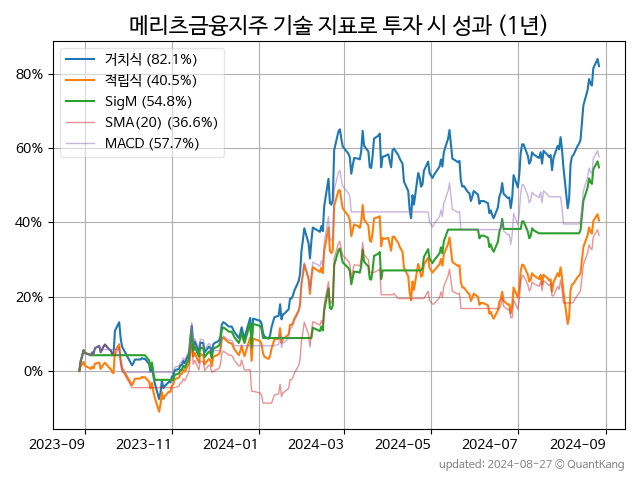 메리츠금융지주 기술 지표로 투자 시 성과 (1년)
거치식 (82.1%)
적립식 (40.5%)
SigM (54.8%)
SMA(20) (36.6%)
MACD (57.7%)
80%
60%
40%
20%
0%
2023-09 2023-11 2024-01 2024-03 2024-05 2024-07 2024-09
updated: 2024-08-27 © QuantKang